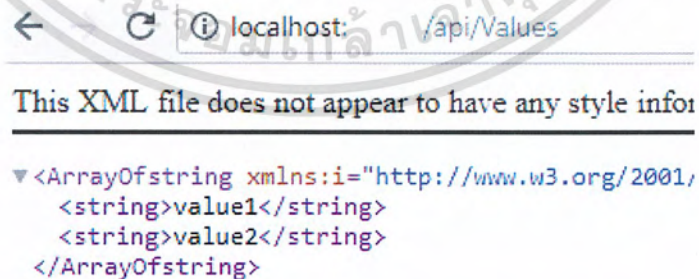 localhost: /api/Values
This XML file does not appear to have any style
▼<ArrayOfstring xmlns:i="http://www.w3.org/2001/
<string>value1</string>
<string>value2</string>
</ArrayOfstring>